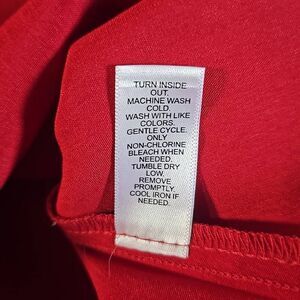 TURN INSIDE
OUT.
MACHINE WASH
COLD.
WASH WITH LIKE
COLORS.
GENTLE CYCLE.
ONLY
NON-CHLORINE
BLEACH WHEN
NEEDED.
TUMBLE DRY
LOW.
REMOVE
PROMPTLY.
COOL IRON IF
NEEDED.